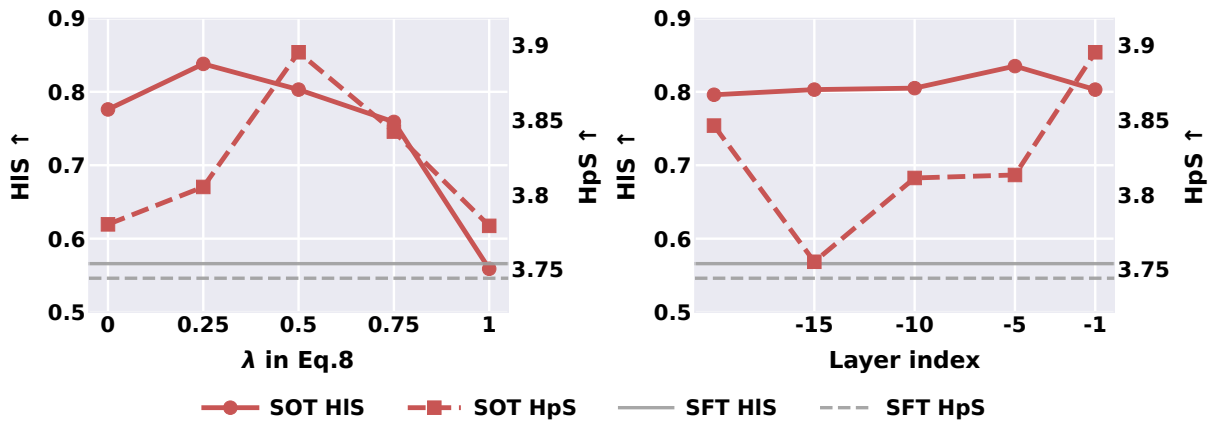 0.9
0.8
0.7
0.6
0.5
HIS ↑
3.9
3.85
3.8
3.75
HpS ↑
0 0.25 0.5 0.75 1
λ in Eq.8
0.9
0.8
0.7
0.6
0.5
HIS ↑
3.9
3.85
3.8
3.75
HpS ↑
-15 -10 -5 -1
Layer index
SOT HIS SOT HpS SFT HIS SFT HpS